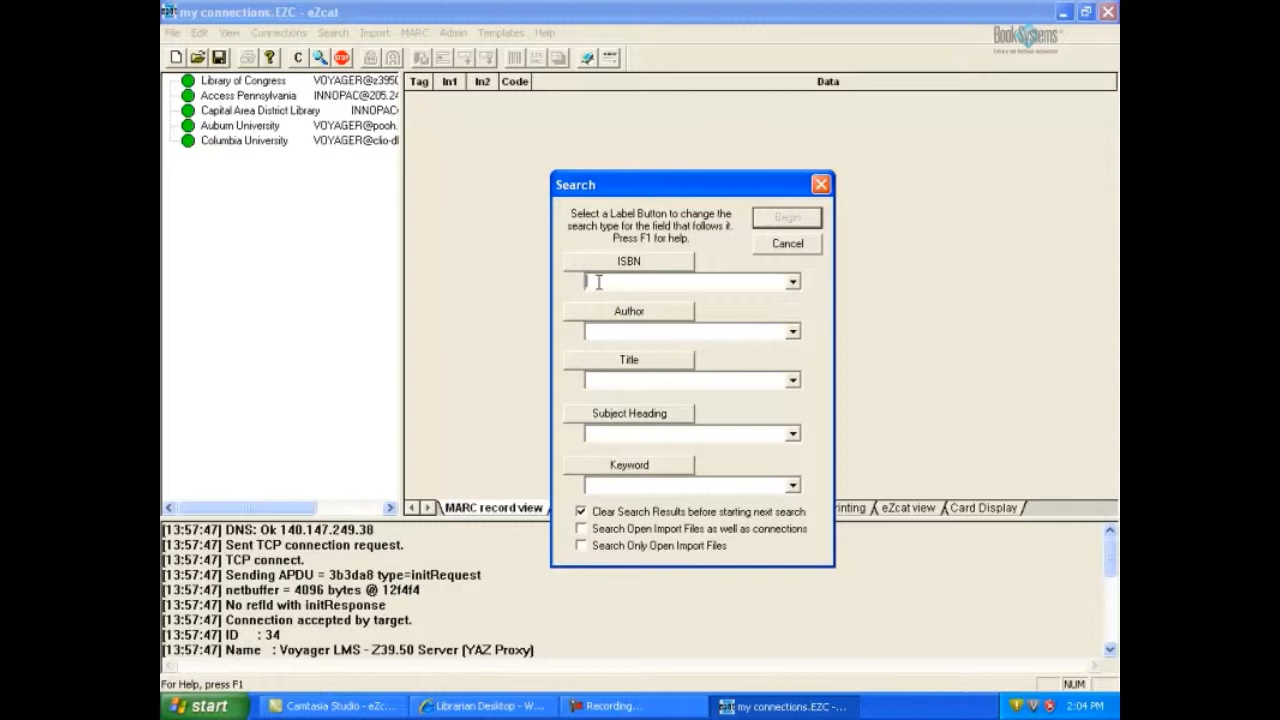 my connections.EZC - eZcat
File Edit View Connections Search Import MARC Admin Templates Help
BookSystems
C STOP
Library of Congress VOYAGER@z3950
Access Pennsylvania INNOPAC@205.24
Capital Area District Library INNOPAC
Auburn University VOYAGER@pooh.
Columbia University VOYAGER@clio-dl
Tag In1 In2 Code Data
Search
Select a Label Button to change the
search type for the field that follows it.
Press F1 for help.
Begin
Cancel
ISBN
Author
Title
Subject Heading
Keyword
Clear Search Results before starting next search
Search Open Import Files as well as connections
Search Only Open Import Files
MARC record view inting eZcat view Card Display
[13:57:47] DNS: Ok 140.147.249.38
[13:57:47] Sent TCP connection request.
[13:57:47] TCP connect.
[13:57:47] Sending APDU = 3b3da8 type=initRequest
[13:57:47] netbuffer = 4096 bytes @ 12f4f4
[13:57:47] No refId with initResponse
[13:57:47] Connection accepted by target.
[13:57:47] ID : 34
[13:57:47] Name : Voyager LMS - Z39.50 Server (YAZ Proxy)
For Help, press F1
NUM
start Camtasia Studio - eZc... Librarian Desktop - W... Recording... my connections.EZC -... 2:04 PM